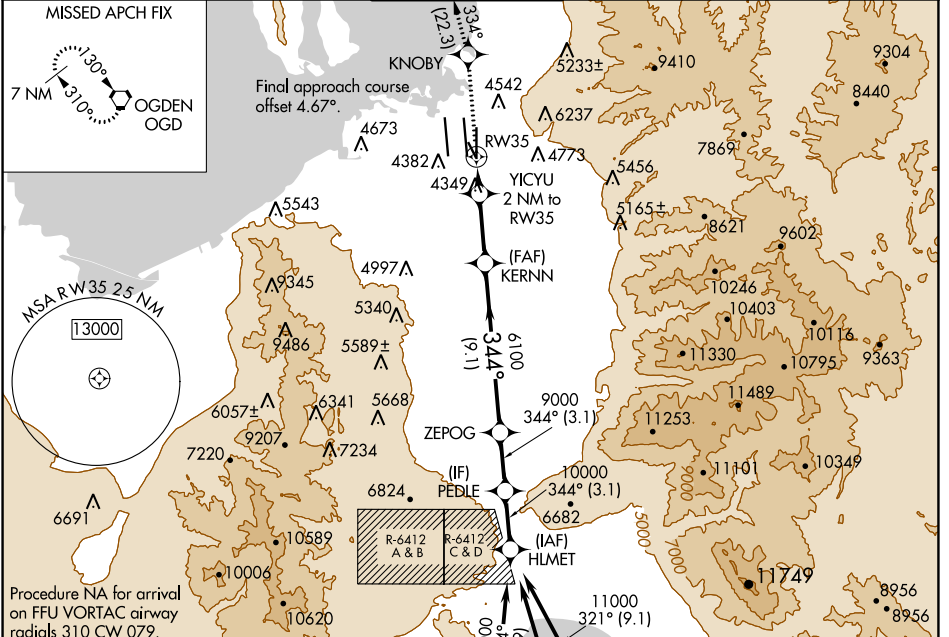 MISSED APCH FIX
130°
7 NM
310°
OGDEN
OGD
334°
(22.3)
KNOBY
Final approach course
offset 4.67°.
5233±
9410
9304
8440
4542
6237
7869
4673
4382
RW35
4773
5456
4349
YICYU
2 NM to
RW35
5165±
8621
9602
5543
(FAF)
KERNN
4997
9345
10246
MSA RW35 25 NM
13000
5340
10403
10116
9486
6100
344°
(9.1)
5589±
11330
10795
9363
6057±
6341
5668
9000
344° (3.1)
11489
11253
ZEPOG
9207
7234
7220
(IF)
PEDLE
10000
344° (3.1)
11101
10349
9000
6824
6682
6691
5000
7000
R-6412
A & B
R-6412
C & D
(IAF)
HLMET
10589
10006
11749
Procedure NA for arrival
on FFU VORTAC airway
radials 310 CW 079.
10620
11000
321° (9.1)
8956
8956